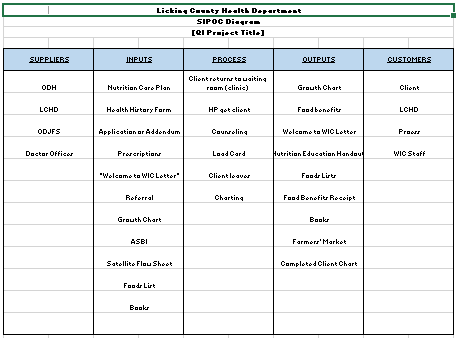 Licking County Health Department
SIPOC Diagram
[QI Project Title]
SUPPLIERS INPUTS PROCESS OUTPUTS CUSTOMERS
ODH Nutrition Care Plan Client returns to waiting room (clinic) Growth Chart Client
LCHD Health History Form HP get client Food benefits LCHD
ODJFS Application or Addendum Counseling Welcome to WIC Letter
Doctor Offices Prescriptions Load Card Nutrition Education Handout WIC Staff
"Welcome to WIC Letter" Client leaves Foods Lists
Referral Charting Food Benefits Receipt
Growth Chart Books
ASBI Farmers' Market
Satellite Flow Sheet Completed Client Chart
Foods List
Books